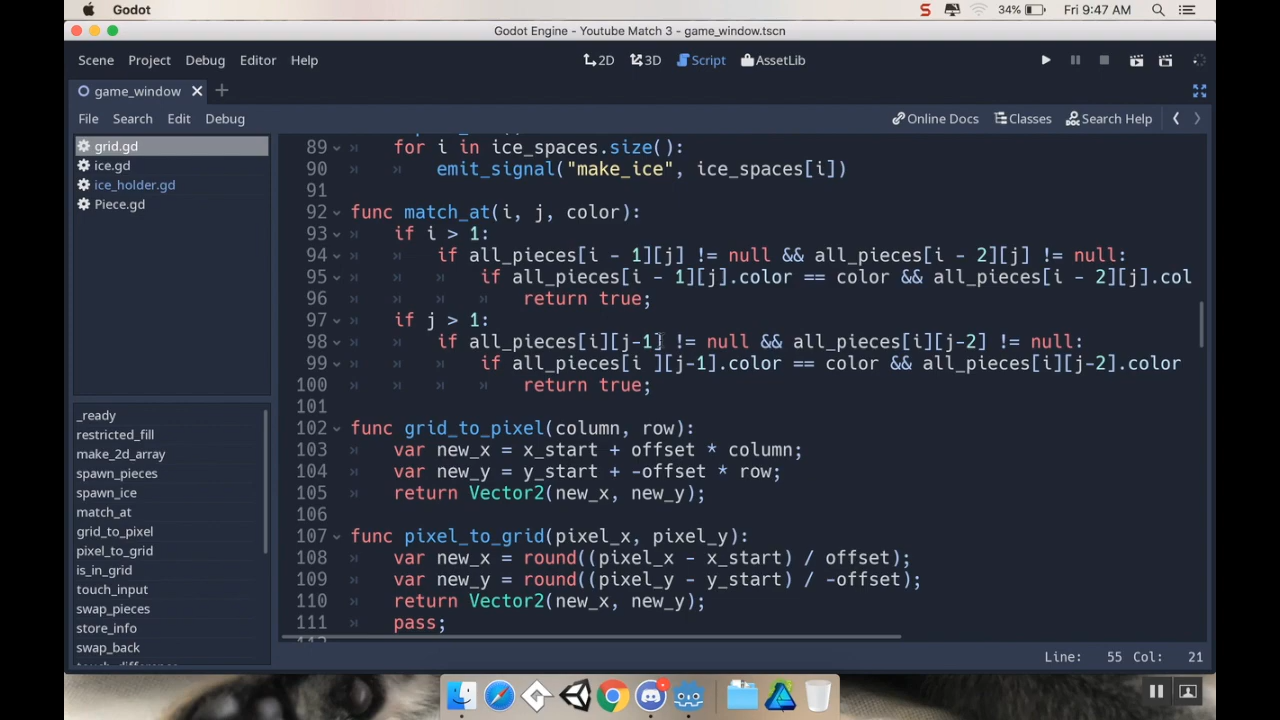 Godot
34% Fri 9:47 AM
Godot Engine - Youtube Match 3 - game_window.tscn
Scene Project Debug Editor Help 2D 3D Script AssetLib
game_window
File Search Edit Debug Online Docs Classes Search Help
grid.gd
ice.gd
ice_holder.gd
Piece.gd
_ready
restricted_fill
make_2d_array
spawn_pieces
spawn_ice
match_at
grid_to_pixel
pixel_to_grid
is_in_grid
touch_input
swap_pieces
store_info
swap_back
touch_difference
89 for i in ice_spaces.size():
90 emit_signal("make_ice", ice_spaces[i])
91
92 func match_at(i, j, color):
93 if i > 1:
94 if all_pieces[i - 1][j] != null && all_pieces[i - 2][j] != null:
95 if all_pieces[i - 1][j].color == color && all_pieces[i - 2][j].col
96 return true;
97 if j > 1:
98 if all_pieces[i][j-1] != null && all_pieces[i][j-2] != null:
99 if all_pieces[i ][j-1].color == color && all_pieces[i][j-2].color
100 return true;
101
102 func grid_to_pixel(column, row):
103 var new_x = x_start + offset * column;
104 var new_y = y_start + -offset * row;
105 return Vector2(new_x, new_y);
106
107 func pixel_to_grid(pixel_x, pixel_y):
108 var new_x = round((pixel_x - x_start) / offset);
109 var new_y = round((pixel_y - y_start) / -offset);
110 return Vector2(new_x, new_y);
111 pass;
Line: 55 Col: 21